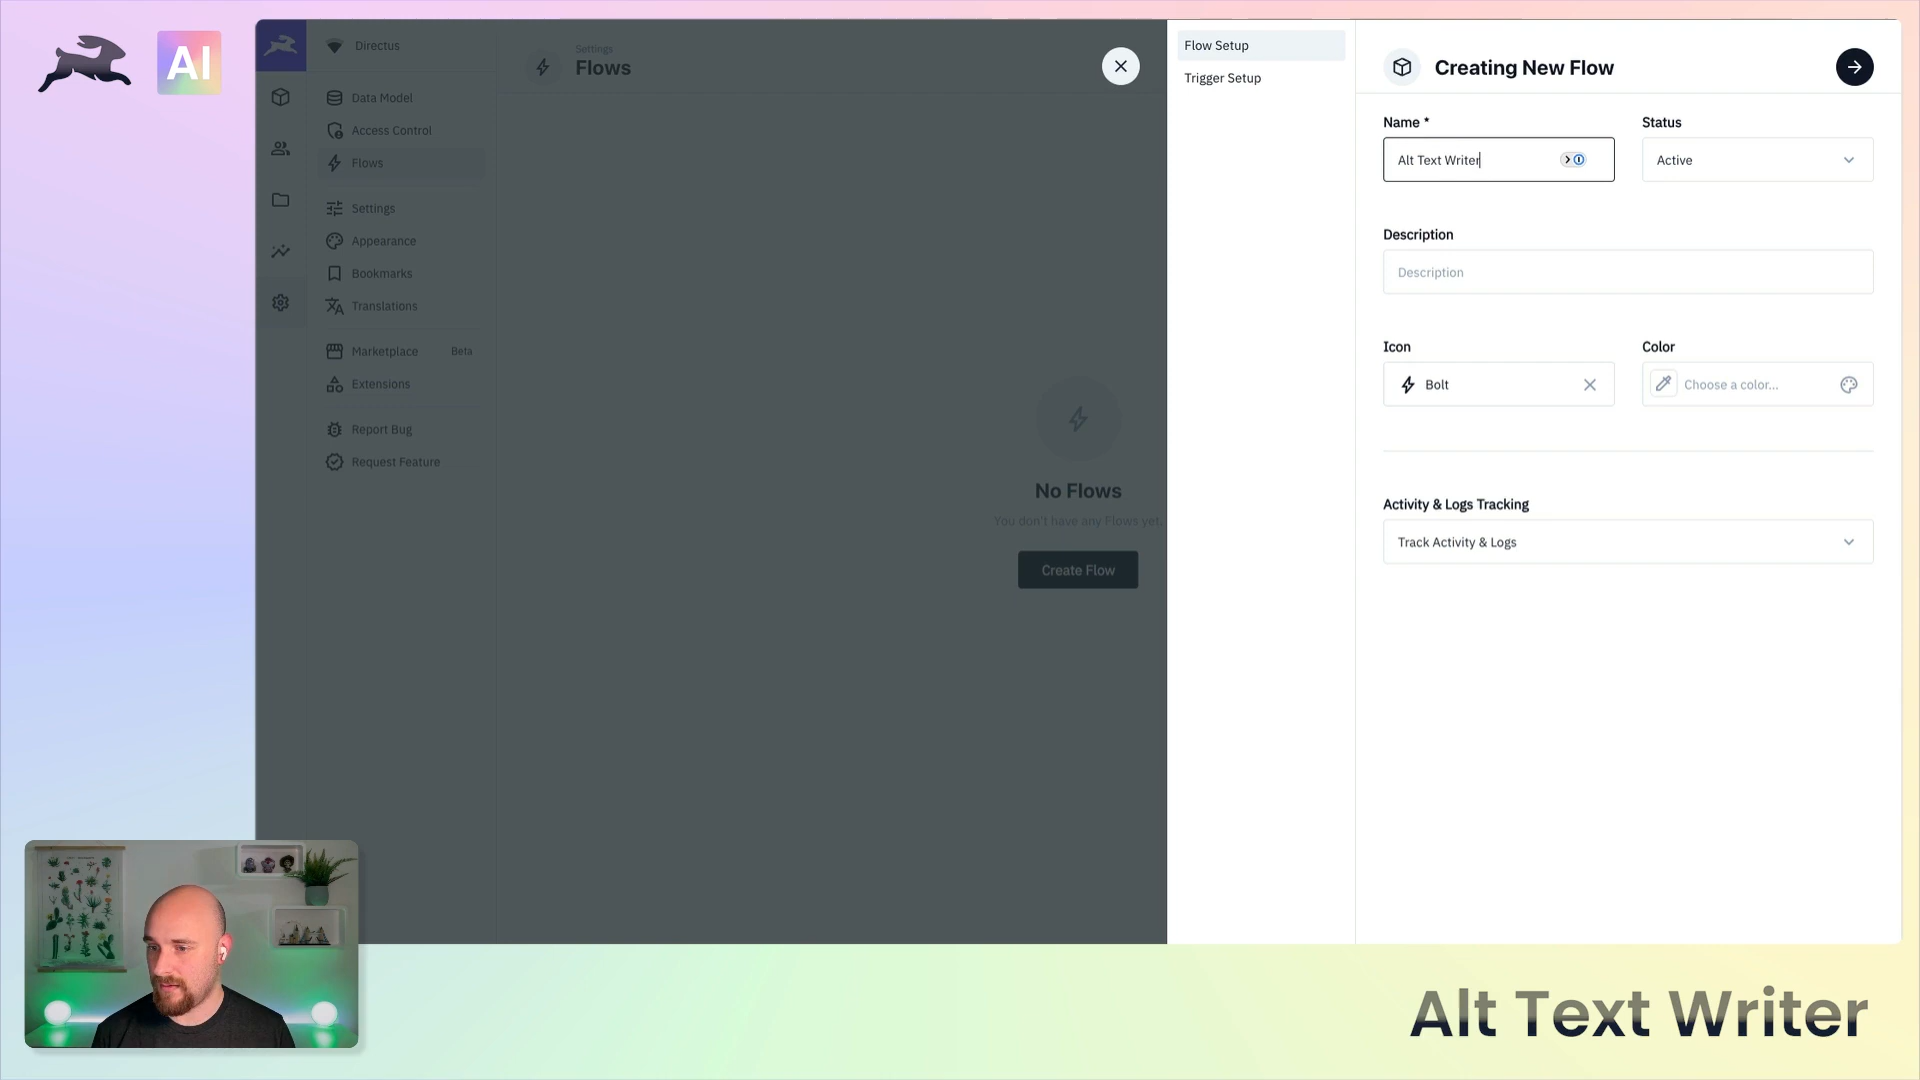 AI
Directus
Data Model
Access Control
Flows
Settings
Appearance
Bookmarks
Translations
Marketplace
Beta
Extensions
Report Bug
Request Feature
Settings
Flows
No Flows
You don't have any Flows yet.
Create Flow
Flow Setup
Trigger Setup
Creating New Flow
Name *
Alt Text Writer
Status
Active
Description
Description
Icon
Bolt
Color
Choose a color...
Activity & Logs Tracking
Track Activity & Logs
Alt Text Writer